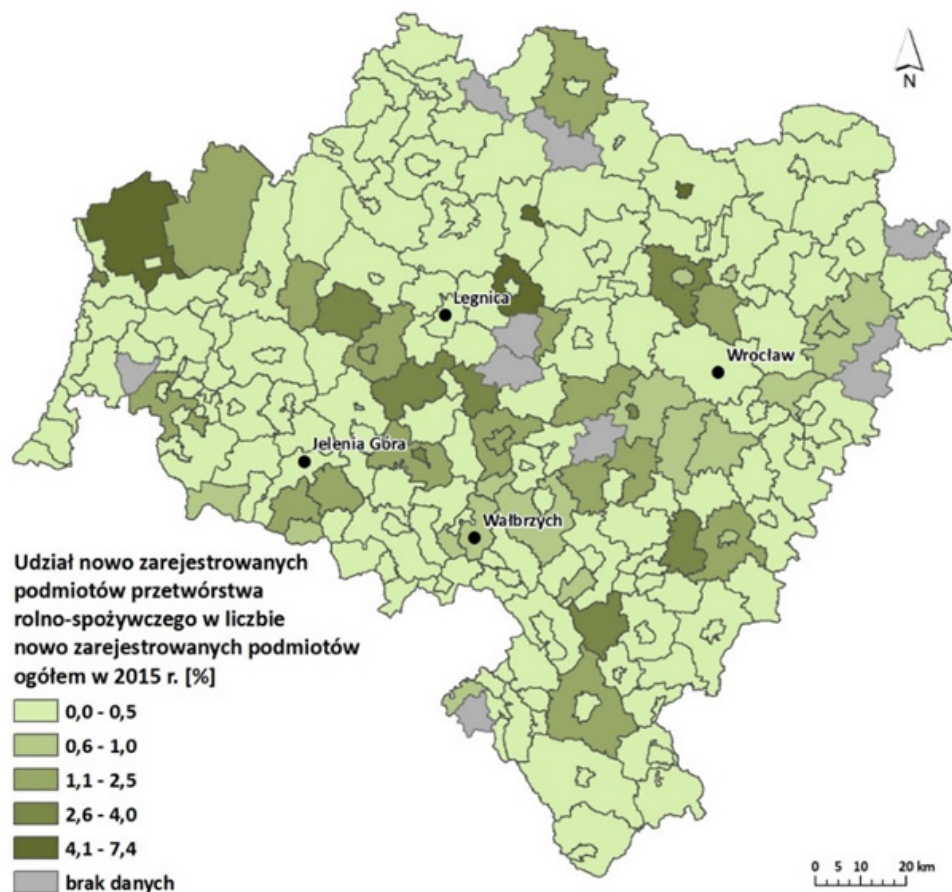 N
Legnica
Wrocław
Jelenia Góra
Wałbrzych
Udział nowo zarejestrowanych
podmiotów przetwórstwa
rolno-spożywczego w liczbie
nowo zarejestrowanych podmiotów
ogółem w 2015 r. [%]
0,0 - 0,5
0,6 - 1,0
1,1 - 2,5
2,6 - 4,0
4,1 - 7,4
brak danych
0 5 10 20 km